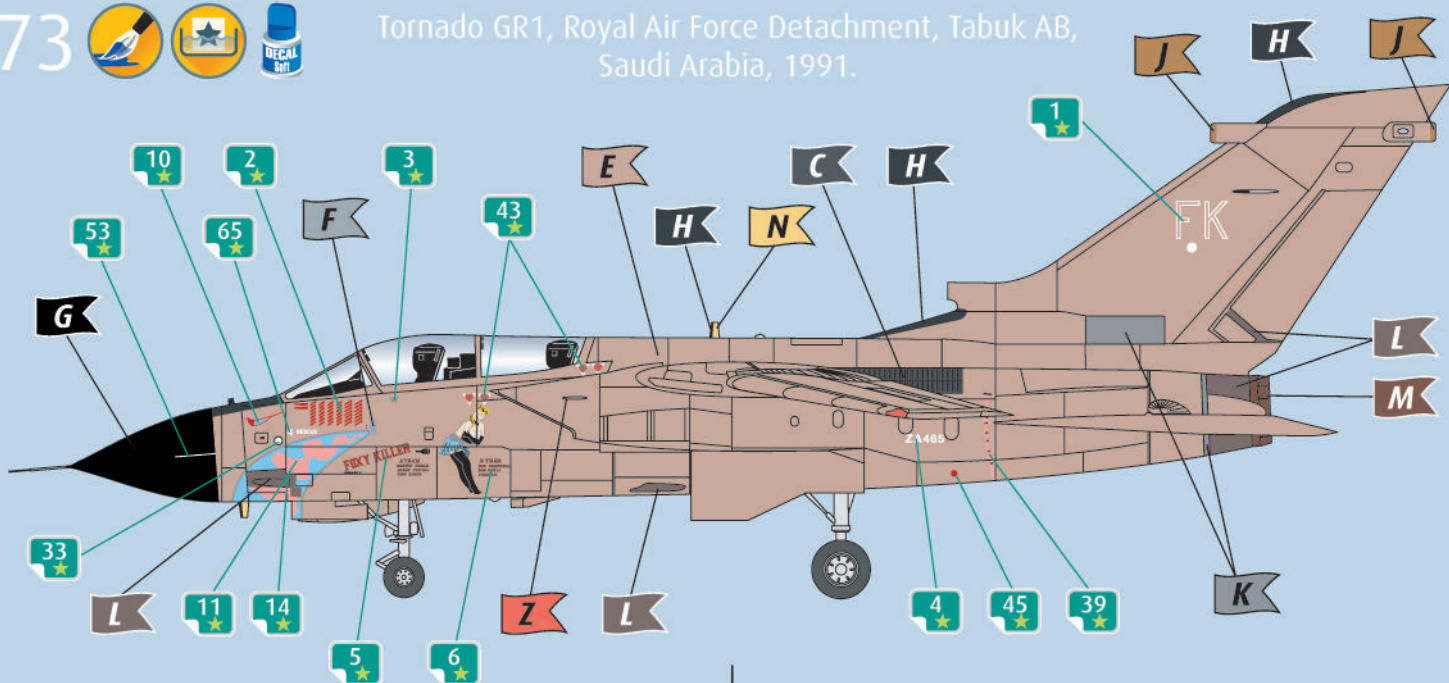 73
DECAL
Soft
Tornado GR1, Royal Air Force Detachment, Tabuk AB,
Saudi Arabia, 1991.
J
H
J
1
10
2
3
E
C
H
F
43
H
N
53
65
FK
G
L
RESCUE
M
FOXY KILLER
ZA465
33
L
11
14
Z
L
4
45
39
K
5
6